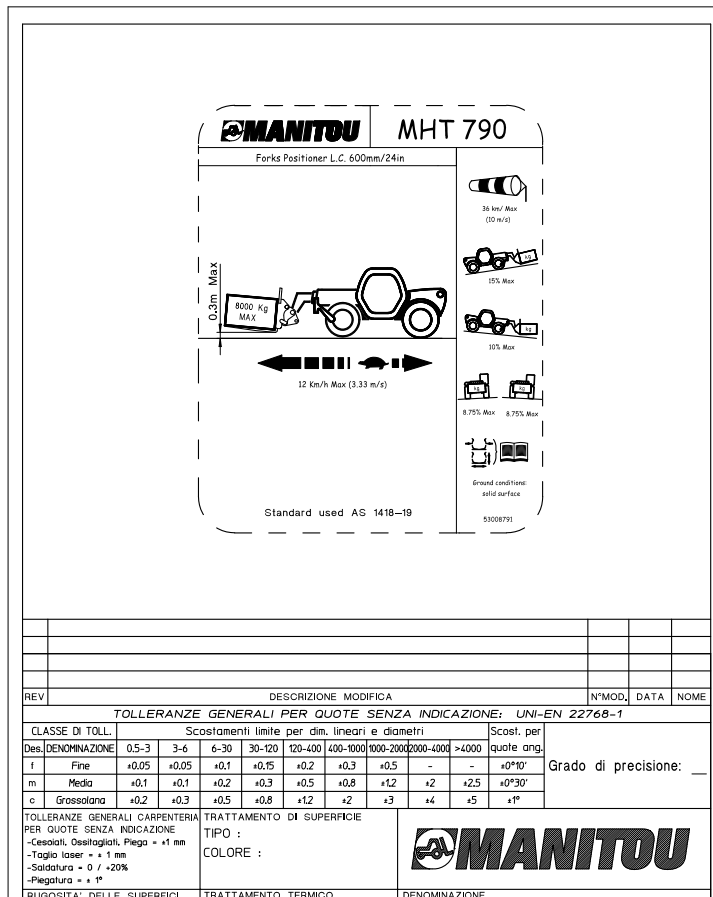 MANITOU
MHT 790
Forks Positioner L.C. 600mm/24in
36 km/ Max
(10 m/s)
kg
15% Max
0.3m Max
8000 Kg
MAX
kg
10% Max
12 Km/h Max (3.33 m/s)
kg kg
8.75% Max 8.75% Max
Ground conditions:
solid surface
Standard used AS 1418-19
53008791
REV DESCRIZIONE MODIFICA N°MOD. DATA NOME
TOLLERANZE GENERALI PER QUOTE SENZA INDICAZIONE: UNI-EN 22768-1
CLASSE DI TOLL. Scostamenti limite per dim. lineari e diametri Scost. per
Des. DENOMINAZIONE 0.5-3 3-6 6-30 30-120 120-400 400-1000 1000-2000 2000-4000 >4000 quote ang.
f Fine ±0.05 ±0.05 ±0.1 ±0.15 ±0.2 ±0.3 ±0.5 - - ±0°10'
Grado di precisione: __
m Media ±0.1 ±0.1 ±0.2 ±0.3 ±0.5 ±0.8 ±1.2 ±2 ±2.5 ±0°30'
c Grossolana ±0.2 ±0.3 ±0.5 ±0.8 ±1.2 ±2 ±3 ±4 ±5 ±1°
TOLLERANZE GENERALI CARPENTERIA
PER QUOTE SENZA INDICAZIONE
-Cesoiati, Ossitagliati, Piega = ±1 mm
-Taglio laser = ± 1 mm
-Saldatura = 0 / +20%
-Piegatura = ± 1°
TRATTAMENTO DI SUPERFICIE
TIPO :
COLORE :
MANITOU
RUGOSITA' DELLE SUPERFICI
TRATTAMENTO TERMICO
DENOMINAZIONE